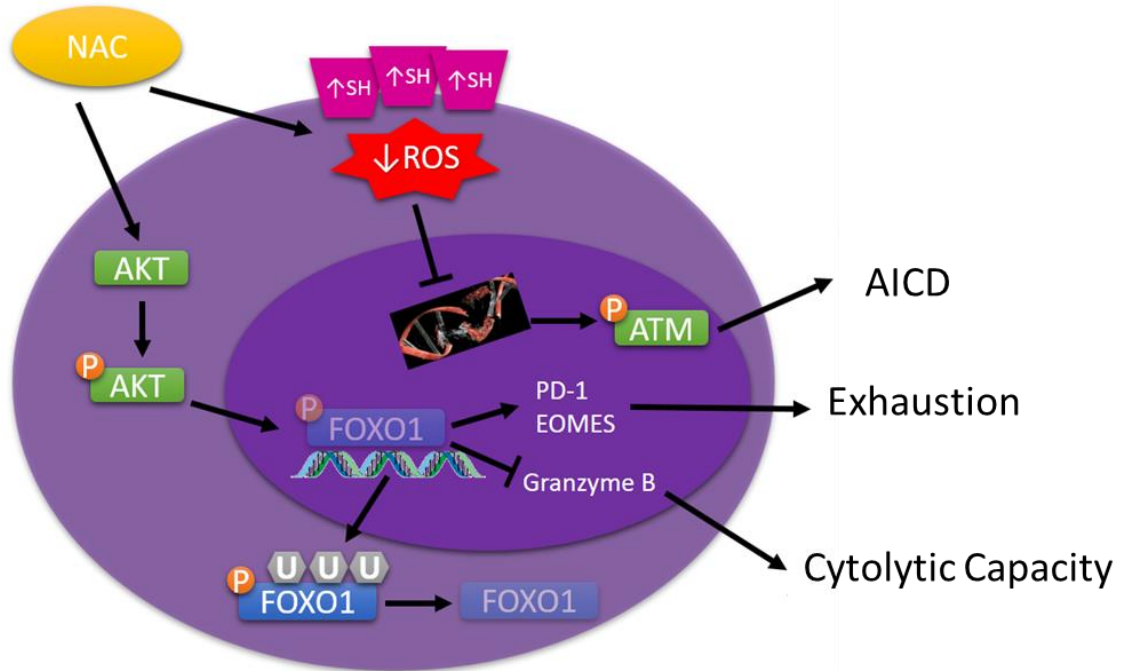 NAC
↑SH
↑SH
↑SH
↓ROS
AKT
P
AKT
P
ATM
AICD
P
FOXO1
PD-1
EOMES
Exhaustion
Granzyme B
Cytolytic Capacity
U U U
P
FOXO1
FOXO1